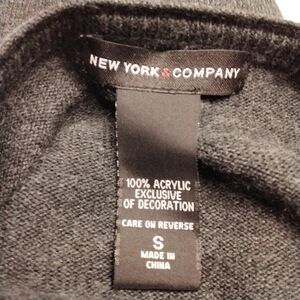 NEW YORK & COMPANY
100% ACRYLIC
EXCLUSIVE
OF DECORATION
CARE ON REVERSE
S
MADE IN
CHINA